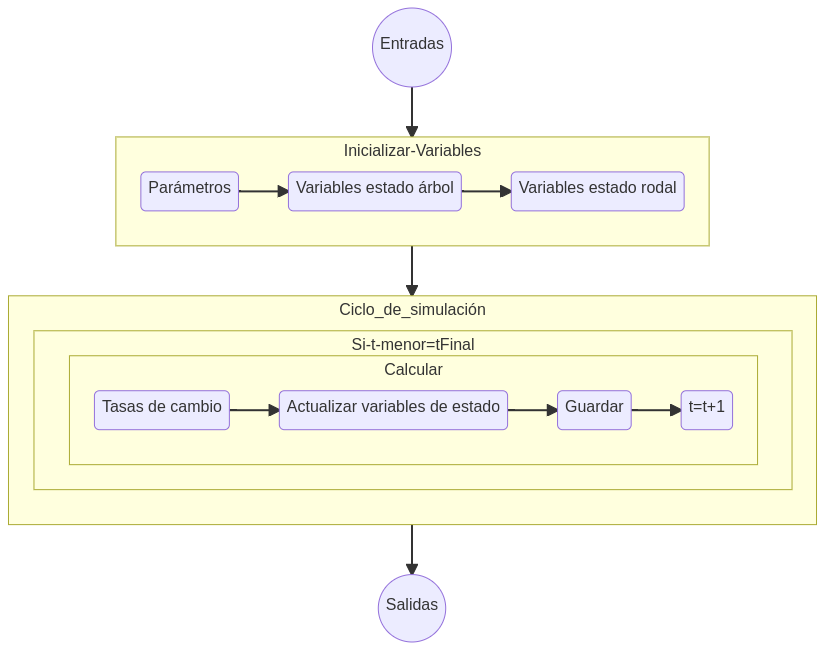 Entradas
Inicializar-Variables
Parámetros
Variables estado árbol
Variables estado rodal
Ciclo_de_simulación
Si-t-menor=tFinal
Calcular
Tasas de cambio
Actualizar variables de estado
Guardar
t=t+1
Salidas